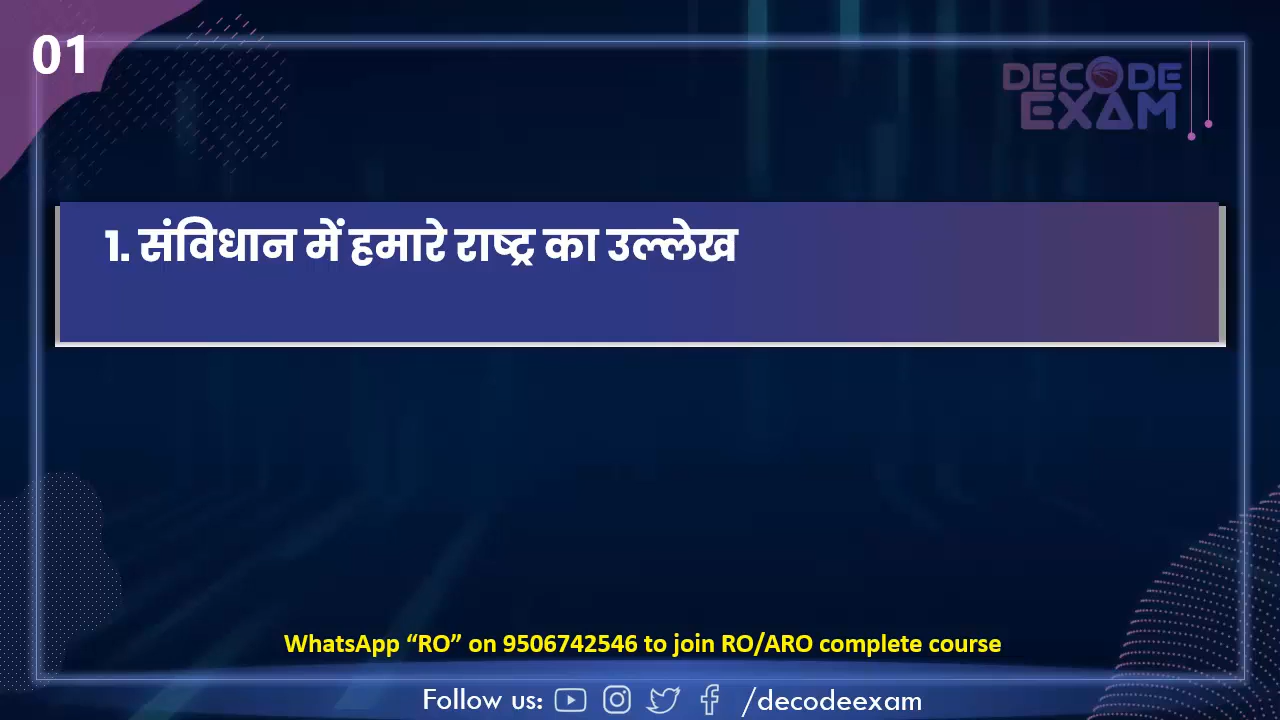 01
DECODE
EXAM
1. संविधान में हमारे राष्ट्र का उल्लेख
WhatsApp “RO” on 9506742546 to join RO/ARO complete course
Follow us: /decodeexam